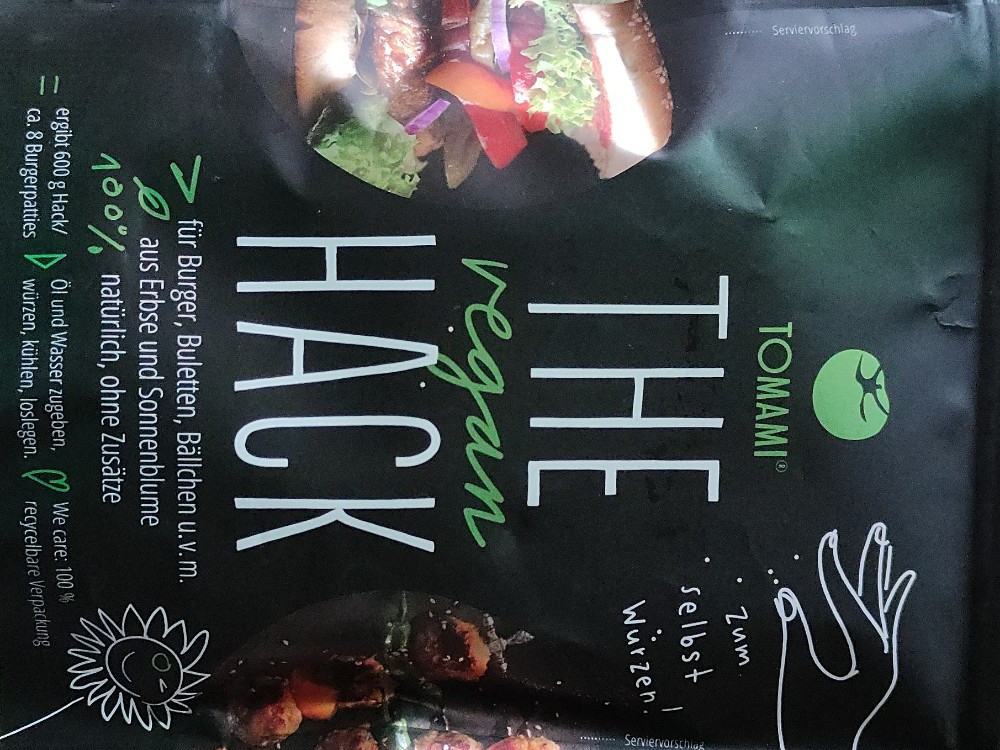 TOMAMI®
THE
vegan
HACK
zum
selbst
Würzen!
für Burger, Buletten, Bällchen u.v.m.
aus Erbse und Sonnenblume
100% natürlich, ohne Zusätze
= ergibt 600 g Hack/
ca. 8 Burgerpatties
Öl und Wasser zugeben,
würzen, kühlen, loslegen.
We care: 100 %
recycelbare Verpackung
Serviervorschlag
Serviervorschlag